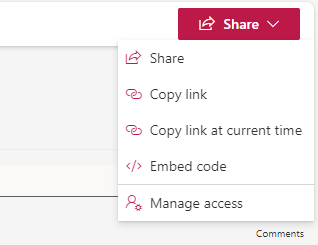 Share
Share
Copy link
Copy link at current time
Embed code
Manage access
Comments